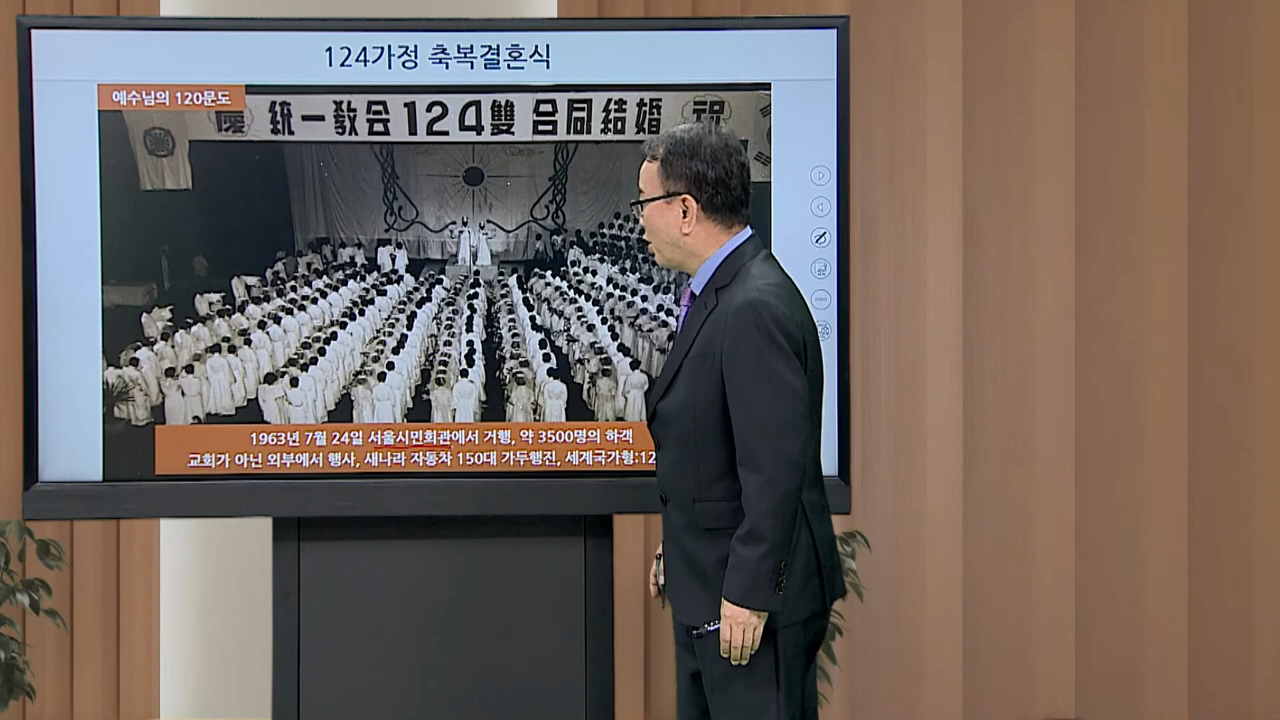 124가정 축복결혼식
예수님의 120문도
慶 統一敎会124雙 合同結婚 祝
1963년 7월 24일 서울시민회관에서 거행, 약 3500명의 하객
교회가 아닌 외부에서 행사, 새나라 자동차 150대 가두행진, 세계국가형:12